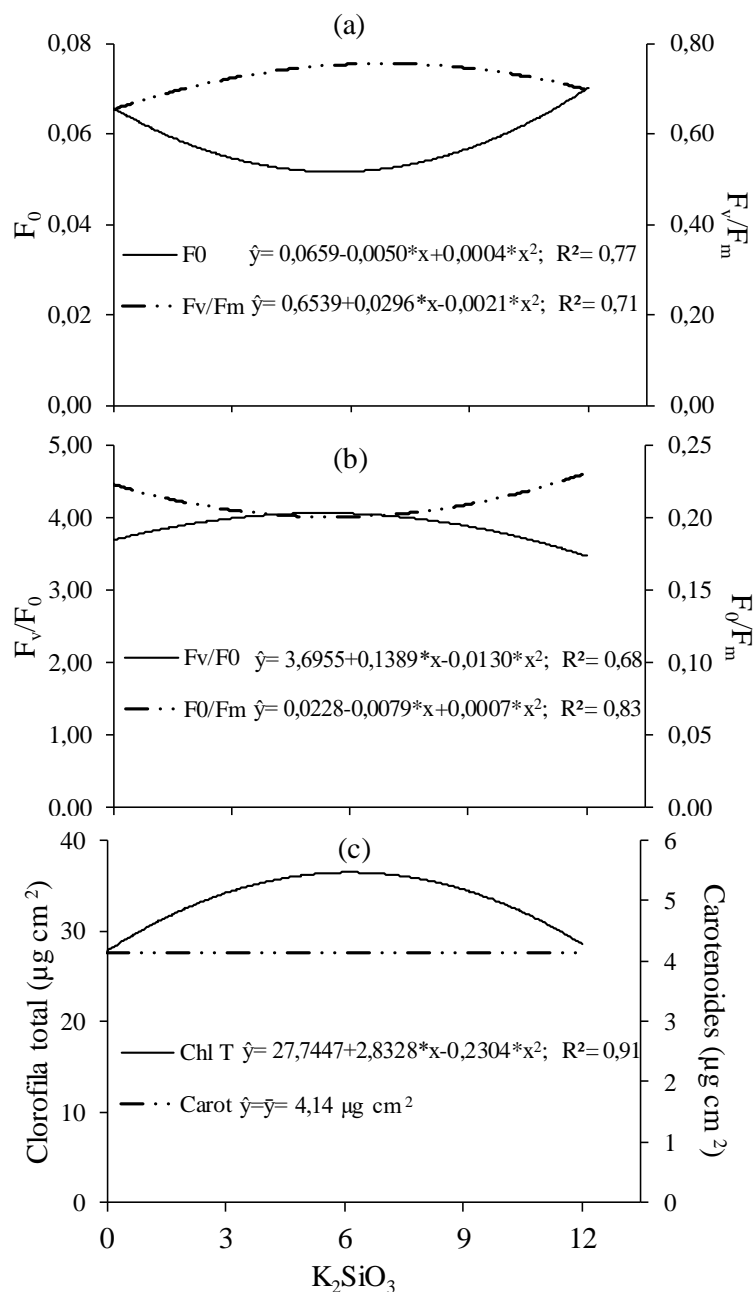 (a)
0,08
0,06
0,04
0,02
0,00
F₀
0,80
0,60
0,40
0,20
0,00
Fᵥ/Fₘ
F0 ŷ= 0,0659-0,0050*x+0,0004*x²; R²= 0,77
Fv/Fm ŷ= 0,6539+0,0296*x-0,0021*x²; R²= 0,71
(b)
5,00
4,00
3,00
2,00
1,00
0.00
Fᵥ/F₀
0,25
0,20
0,15
0,10
0,05
0,00
F₀/Fₘ
Fv/F0 ŷ= 3,6955+0,1389*x-0,0130*x²; R²= 0,68
F0/Fm ŷ= 0,0228-0,0079*x+0,0007*x²; R²= 0,83
(c)
40
30
20
10
0
Clorofila total (µg cm²)
6
5
4
3
2
1
0
Carotenoides (µg cm²)
Chl T ŷ= 27,7447+2,8328*x-0,2304*x²; R²= 0,91
Carot ŷ=ȳ= 4,14 µg cm²
0 3 6 9 12
K₂SiO₃